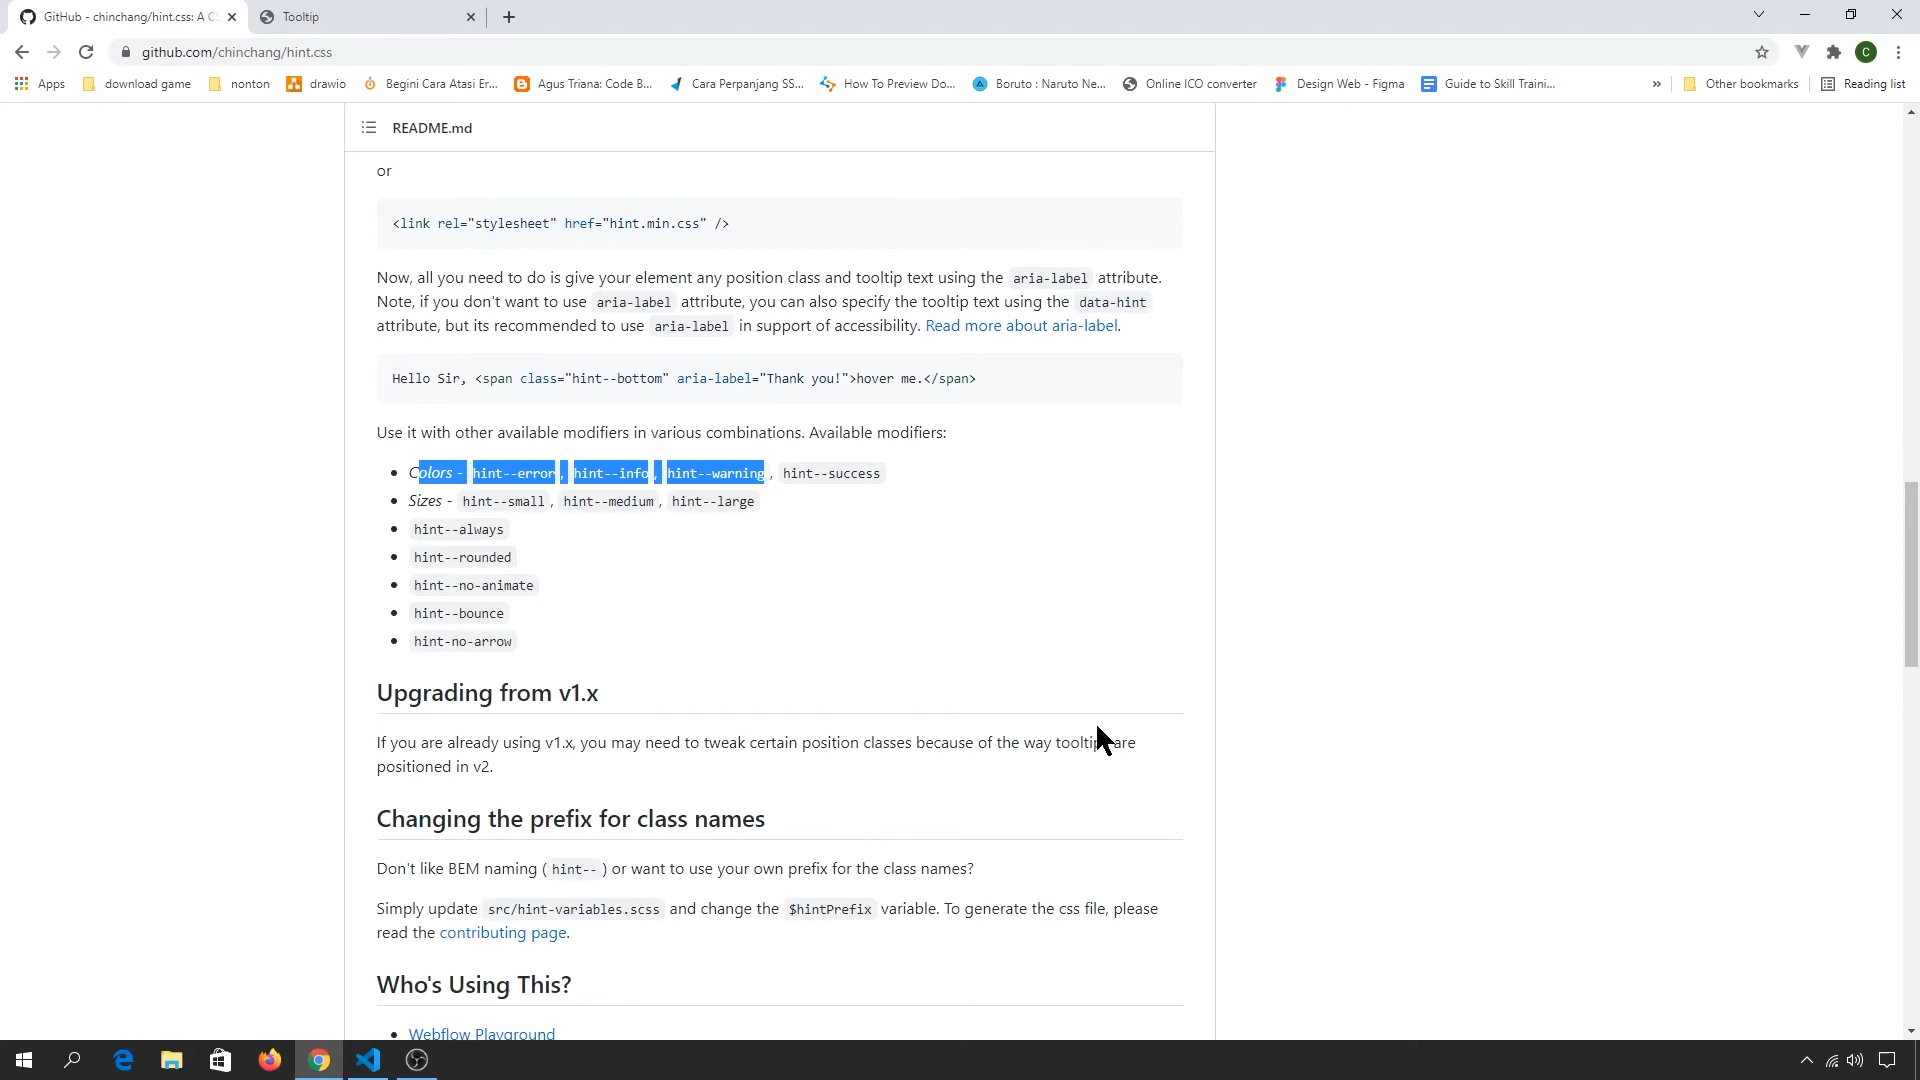 GitHub - chinchang/hint.css: A CS
Tooltip
github.com/chinchang/hint.css
C
Apps
download game
nonton
drawio
Begini Cara Atasi Er...
Agus Triana: Code B...
Cara Perpanjang SS...
How To Preview Do...
Boruto : Naruto Ne...
Online ICO converter
Design Web - Figma
Guide to Skill Traini...
»
Other bookmarks
Reading list
README.md
or
<link rel="stylesheet" href="hint.min.css" />
Now, all you need to do is give your element any position class and tooltip text using the aria-label attribute.
Note, if you don't want to use aria-label attribute, you can also specify the tooltip text using the data-hint
attribute, but its recommended to use aria-label in support of accessibility. Read more about aria-label.
Hello Sir, <span class="hint--bottom" aria-label="Thank you!">hover me.</span>
Use it with other available modifiers in various combinations. Available modifiers:
• Colors - hint--error, hint--info, hint--warning, hint--success
• Sizes - hint--small, hint--medium, hint--large
• hint--always
• hint--rounded
• hint--no-animate
• hint--bounce
• hint-no-arrow
Upgrading from v1.x
If you are already using v1.x, you may need to tweak certain position classes because of the way tooltips are
positioned in v2.
Changing the prefix for class names
Don't like BEM naming (hint--) or want to use your own prefix for the class names?
Simply update src/hint-variables.scss and change the $hintPrefix variable. To generate the css file, please
read the contributing page.
Who's Using This?
• Webflow Playground